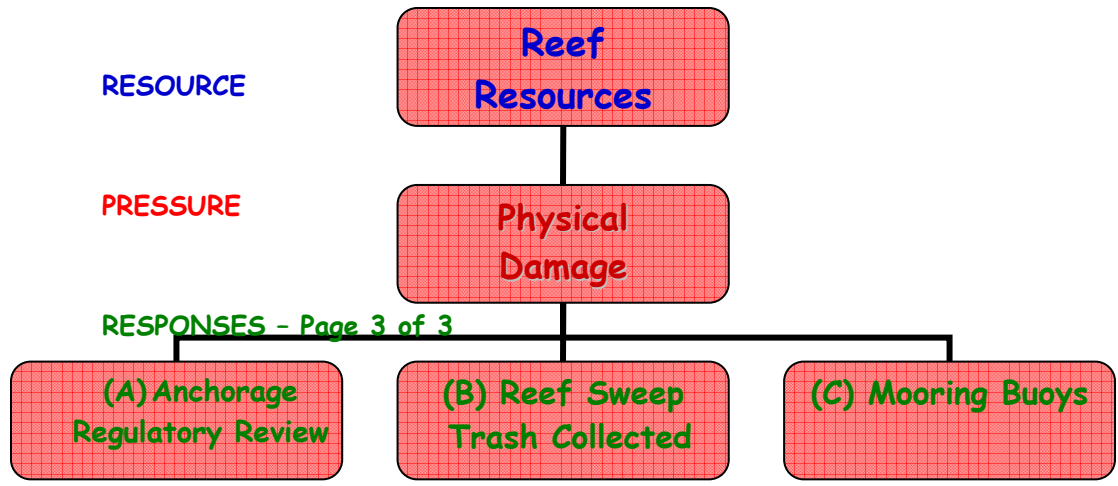 Reef
Resources
RESOURCE
PRESSURE
Physical
Damage
RESPONSES – Page 3 of 3
(A) Anchorage
Regulatory Review
(B) Reef Sweep
Trash Collected
(C) Mooring Buoys